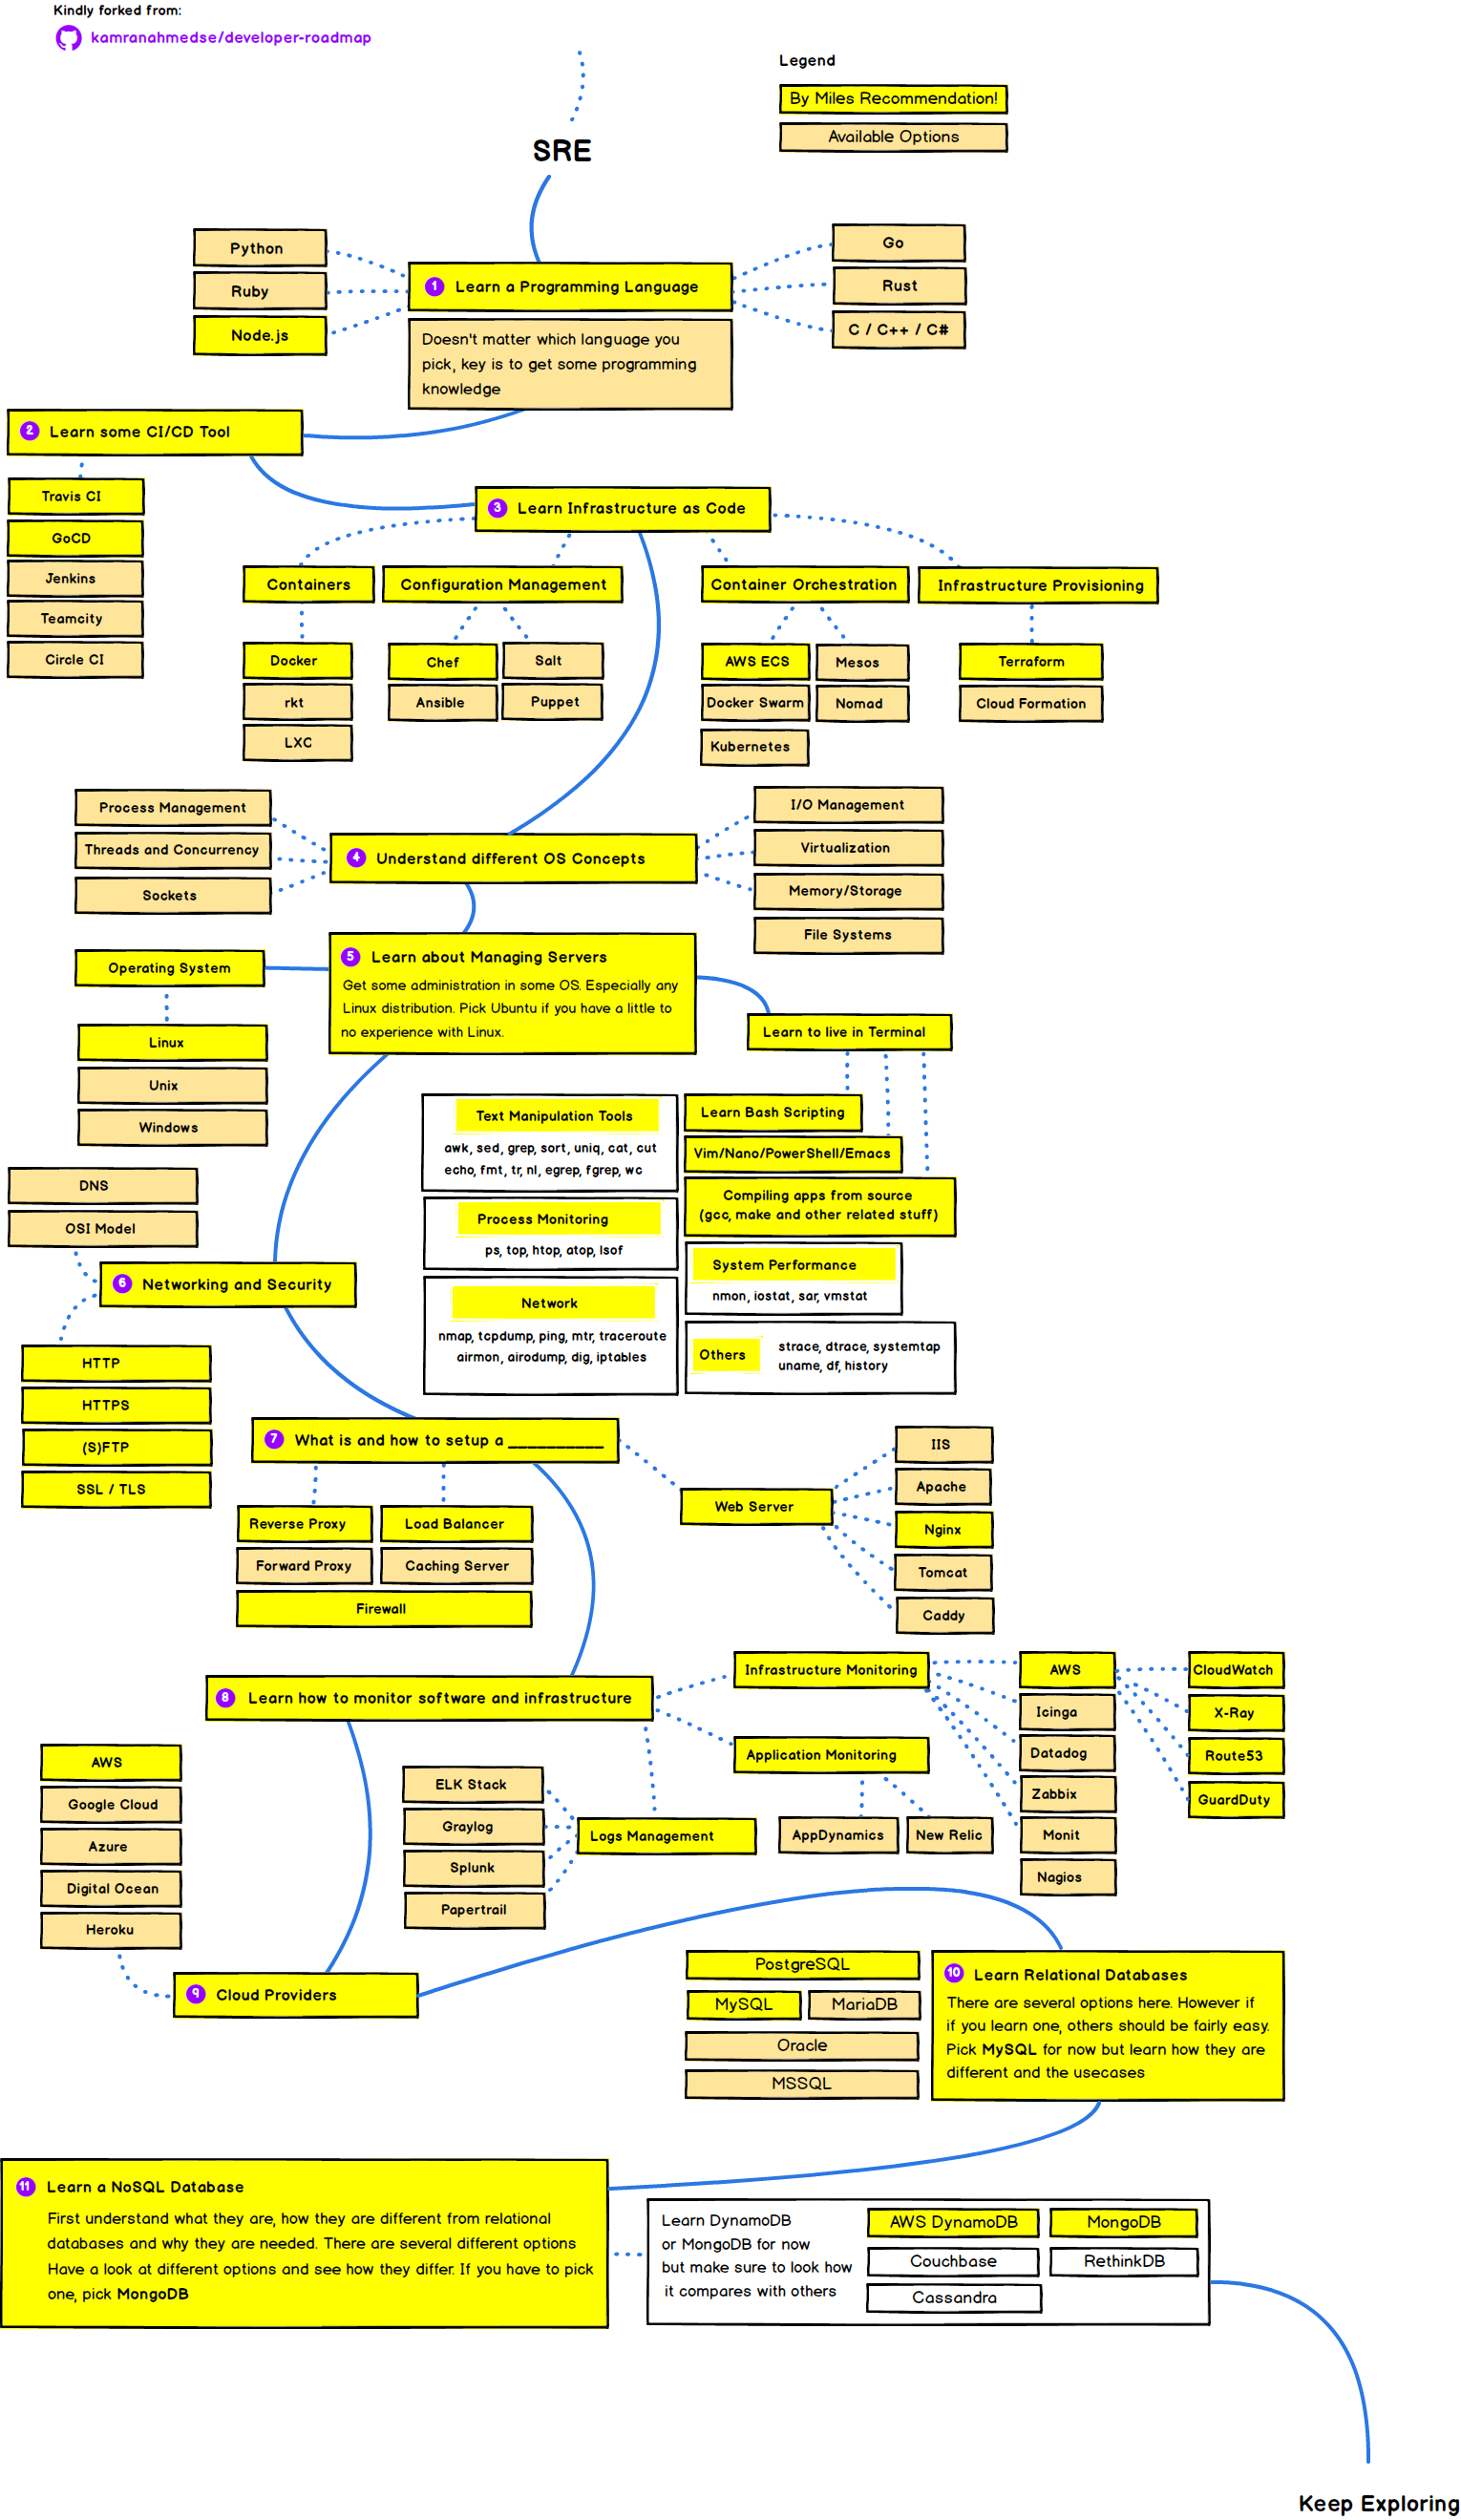 Kindly forked from:
kamranahmedse/developer-roadmap
Legend
By Miles Recommendation!
Available Options
SRE
Python
Ruby
Node.js
1 Learn a Programming Language
Doesn't matter which language you
pick, key is to get some programming
knowledge
Go
Rust
C / C++ / C#
2 Learn some CI/CD Tool
Travis CI
GoCD
Jenkins
Teamcity
Circle CI
3 Learn Infrastructure as Code
Containers
Docker
rkt
LXC
Configuration Management
Chef
Salt
Ansible
Puppet
Container Orchestration
AWS ECS
Mesos
Docker Swarm
Nomad
Kubernetes
Infrastructure Provisioning
Terraform
Cloud Formation
Process Management
Threads and Concurrency
Sockets
4 Understand different OS Concepts
I/O Management
Virtualization
Memory/Storage
File Systems
Operating System
Linux
Unix
Windows
5 Learn about Managing Servers
Get some administration in some OS. Especially any
Linux distribution. Pick Ubuntu if you have a little to
no experience with Linux.
Learn to live in Terminal
Text Manipulation Tools
awk, sed, grep, sort, uniq, cat, cut
echo, fmt, tr, nl, egrep, fgrep, wc
Process Monitoring
ps, top, htop, atop, lsof
Network
nmap, tcpdump, ping, mtr, traceroute
airmon, airodump, dig, iptables
Learn Bash Scripting
Vim/Nano/PowerShell/Emacs
Compiling apps from source
(gcc, make and other related stuff)
System Performance
nmon, iostat, sar, vmstat
Others
strace, dtrace, systemtap
uname, df, history
DNS
OSI Model
6 Networking and Security
HTTP
HTTPS
(S)FTP
SSL / TLS
7 What is and how to setup a __________
Reverse Proxy
Load Balancer
Forward Proxy
Caching Server
Firewall
Web Server
IIS
Apache
Nginx
Tomcat
Caddy
8 Learn how to monitor software and infrastructure
Infrastructure Monitoring
AWS
Icinga
Datadog
Zabbix
Monit
Nagios
CloudWatch
X-Ray
Route53
GuardDuty
Application Monitoring
AppDynamics
New Relic
Logs Management
ELK Stack
Graylog
Splunk
Papertrail
AWS
Google Cloud
Azure
Digital Ocean
Heroku
9 Cloud Providers
PostgreSQL
MySQL
MariaDB
Oracle
MSSQL
10 Learn Relational Databases
There are several options here. However if
if you learn one, others should be fairly easy.
Pick MySQL for now but learn how they are
different and the usecases
11 Learn a NoSQL Database
First understand what they are, how they are different from relational
databases and why they are needed. There are several different options
Have a look at different options and see how they differ. If you have to pick
one, pick MongoDB
Learn DynamoDB
or MongoDB for now
but make sure to look how
it compares with others
AWS DynamoDB
MongoDB
Couchbase
RethinkDB
Cassandra
Keep Exploring